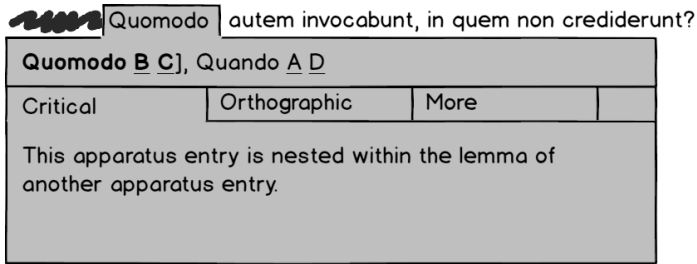 Quomodo autem invocabunt, in quem non crediderunt?
Quomodo B C], Quando A D
Critical Orthographic More
This apparatus entry is nested within the lemma of
another apparatus entry.